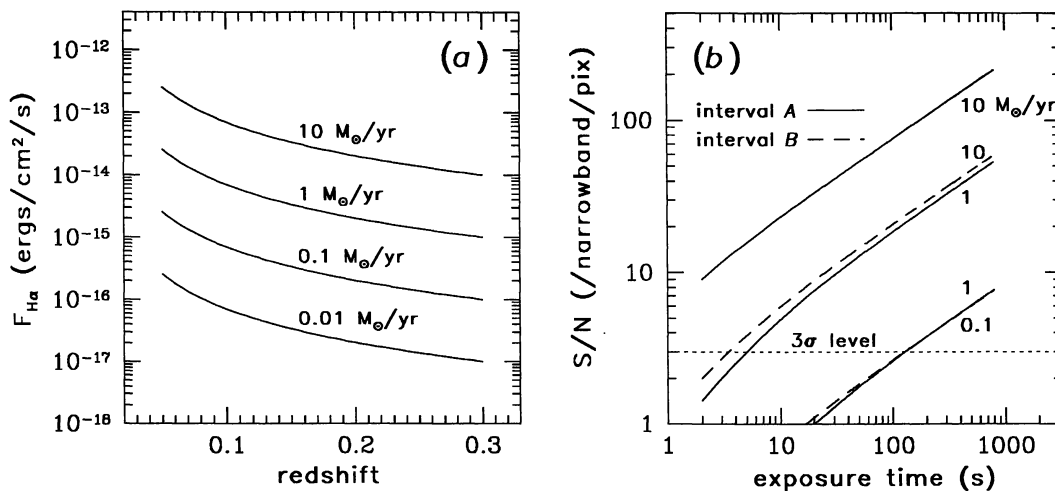 (a)
10⁻¹²
10⁻¹³
10⁻¹⁴
10⁻¹⁵
10⁻¹⁶
10⁻¹⁷
10⁻¹⁸
F_Hα (ergs/cm²/s)
10 M⊙/yr
1 M⊙/yr
0.1 M⊙/yr
0.01 M⊙/yr
0.1 0.2 0.3
redshift
(b)
S/N (/narrowband/pix)
100
10
1
interval A
interval B
10 M⊙/yr
10
1
1
0.1
3σ level
1 10 100 1000
exposure time (s)